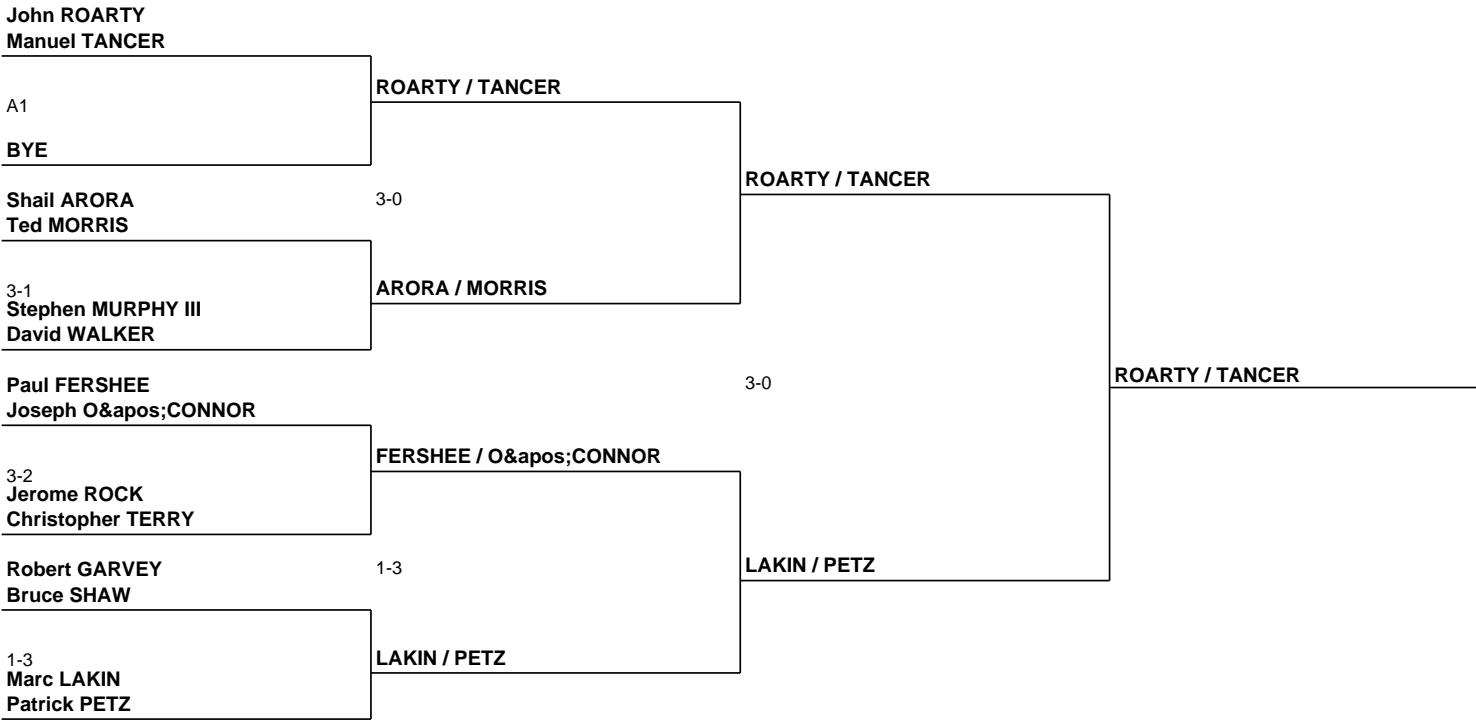 John ROARTY
Manuel TANCER
A1
BYE
Shail ARORA
Ted MORRIS
3-1
Stephen MURPHY III
David WALKER
Paul FERSHEE
Joseph O&apos;CONNOR
3-2
Jerome ROCK
Christopher TERRY
Robert GARVEY
Bruce SHAW
1-3
Marc LAKIN
Patrick PETZ
ROARTY / TANCER
3-0
ARORA / MORRIS
FERSHEE / O&apos;CONNOR
1-3
LAKIN / PETZ
ROARTY / TANCER
3-0
LAKIN / PETZ
ROARTY / TANCER